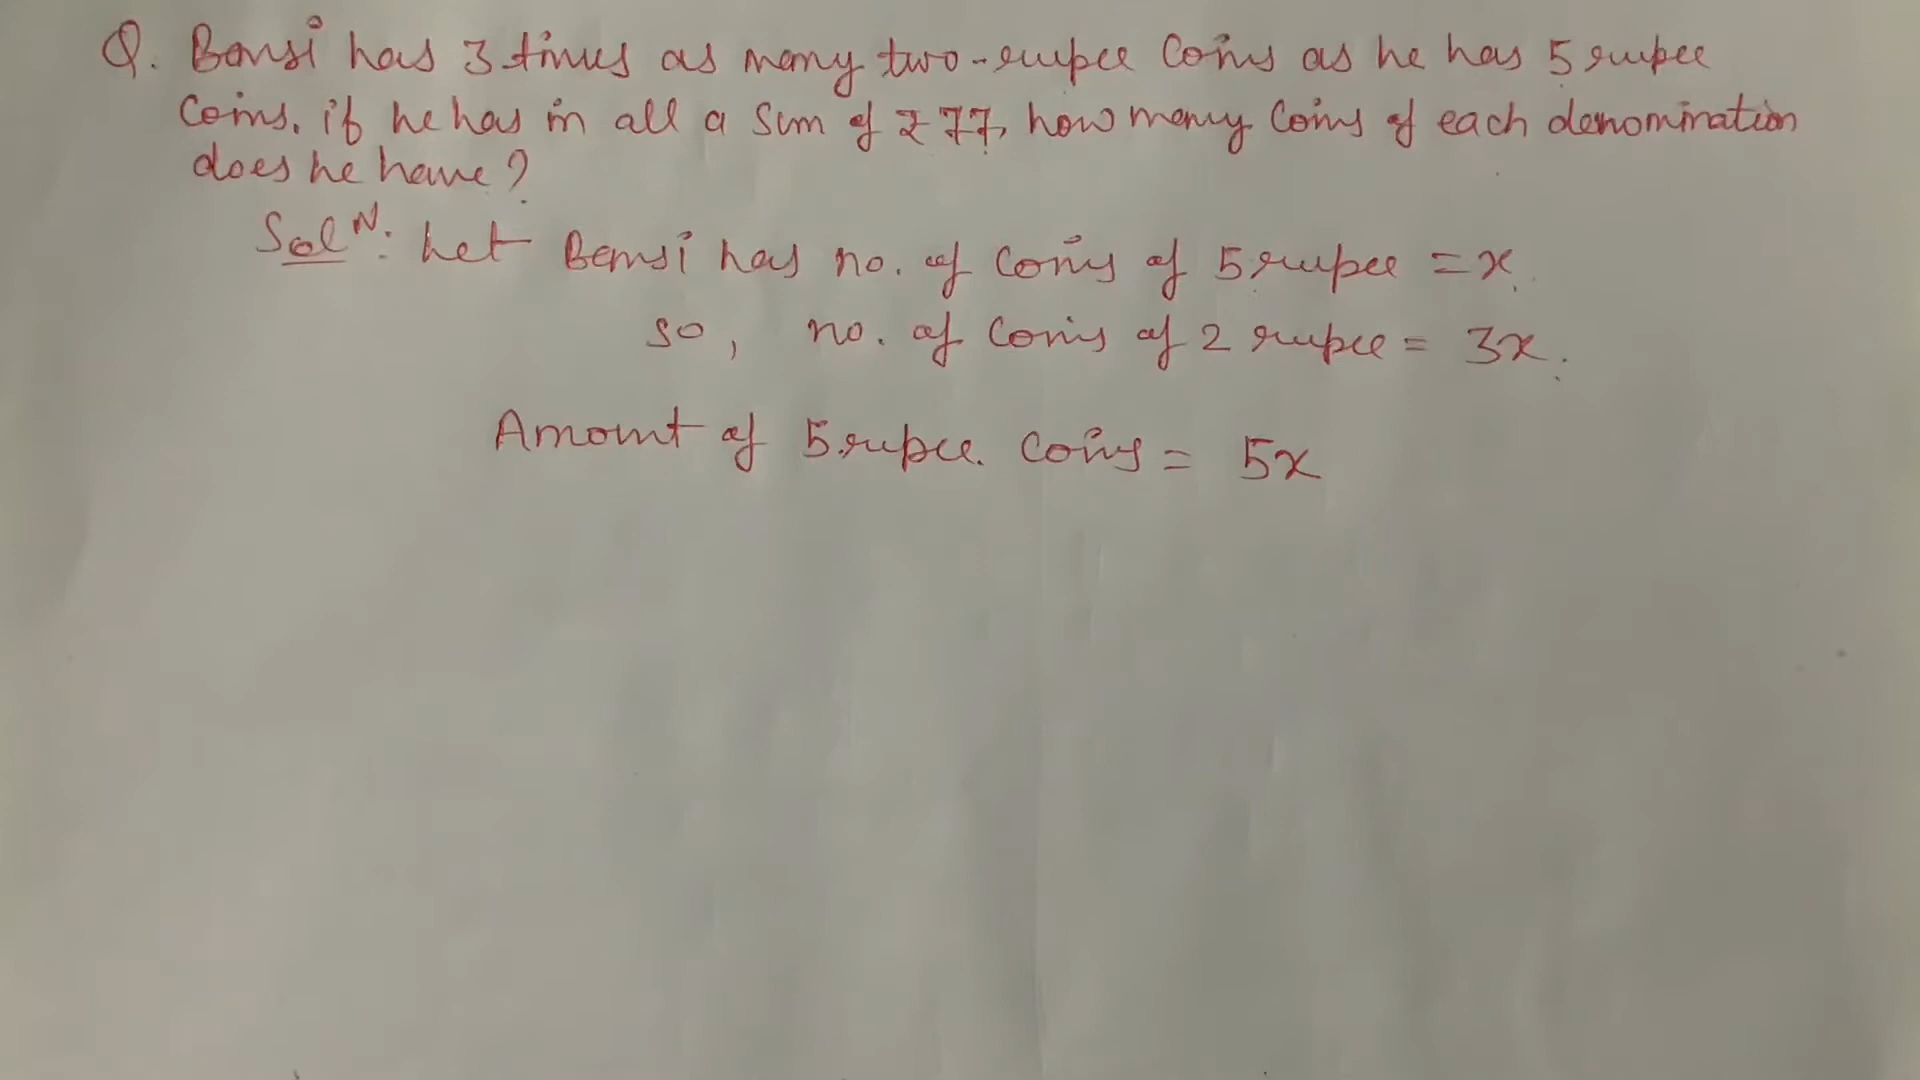 Q. Bansi has 3 times as many two-rupee coins as he has 5 rupee
coins. if he has in all a sum of ₹ 77, how many coins of each denomination
does he have?
Solᴺ: Let Bansi has no. of coins of 5 rupee = x.
so, no. of coins of 2 rupee = 3x.
Amount of 5 rupee coins = 5x